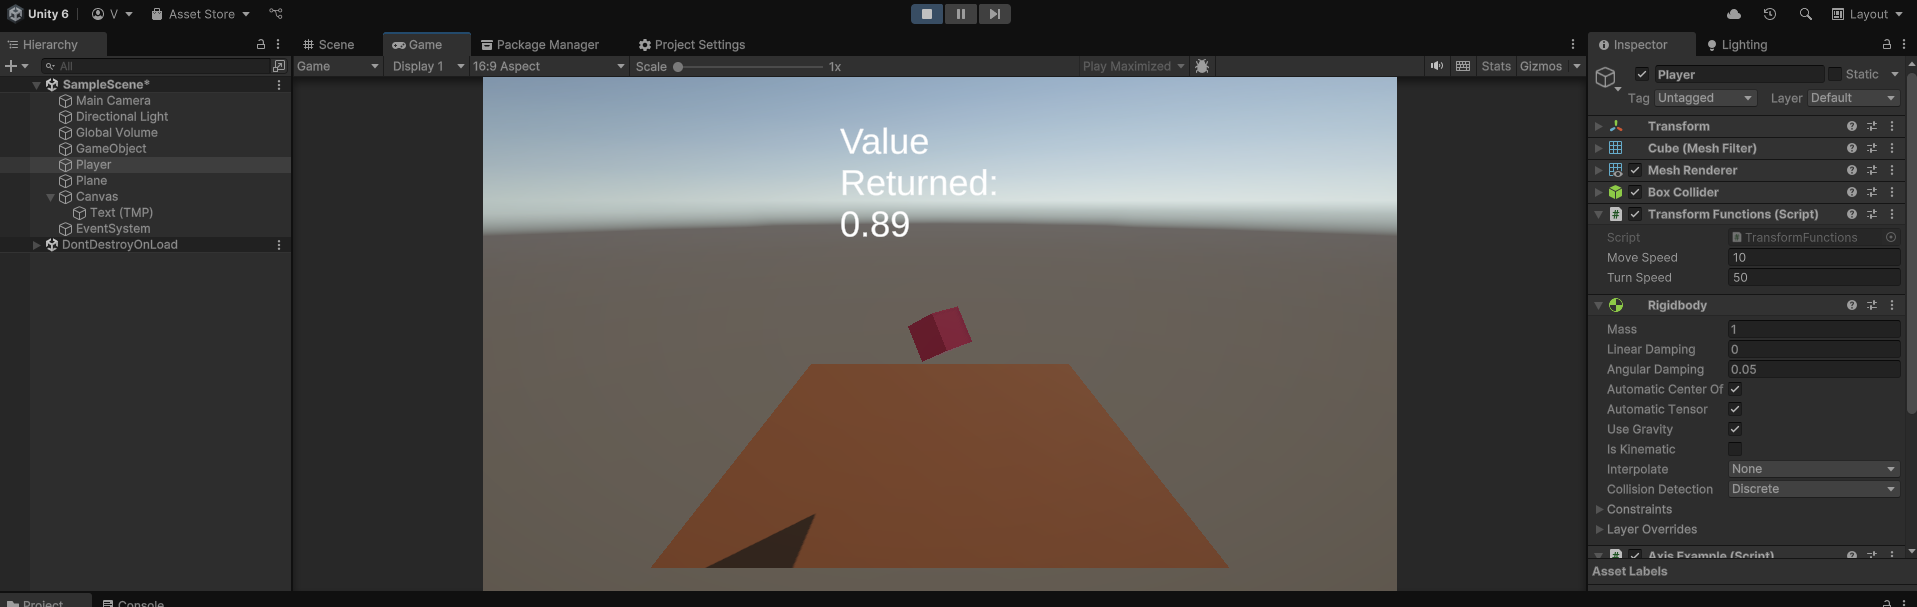 Unity 6
V
Asset Store
Layout
Hierarchy
Scene
Game
Package Manager
Project Settings
Inspector
Lighting
All
Game
Display 1
16:9 Aspect
Scale
1x
Play Maximized
Stats
Gizmos
SampleScene*
Main Camera
Directional Light
Global Volume
GameObject
Player
Plane
Canvas
Text (TMP)
EventSystem
DontDestroyOnLoad
Value
Returned:
0.89
Player
Static
Tag Untagged
Layer Default
Transform
Cube (Mesh Filter)
Mesh Renderer
Box Collider
Transform Functions (Script)
Script TransformFunctions
Move Speed 10
Turn Speed 50
Rigidbody
Mass 1
Linear Damping 0
Angular Damping 0.05
Automatic Center Of
Automatic Tensor
Use Gravity
Is Kinematic
Interpolate None
Collision Detection Discrete
Constraints
Layer Overrides
Axis Example (Script)
Asset Labels
Project
Console